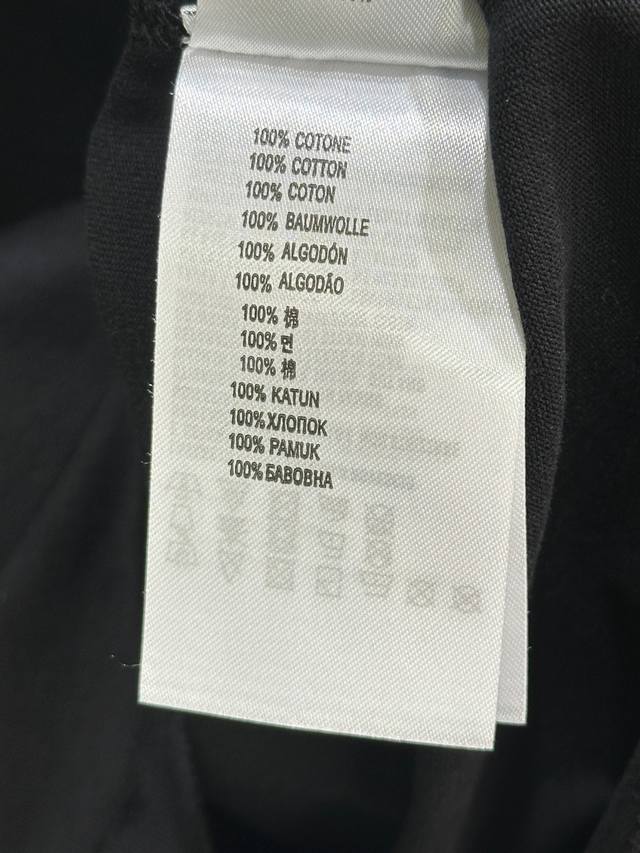 100% COTONE
100% COTTON
100% COTON
100% BAUMWOLLE
100% ALGODÓN
100% ALGODÃO
100% 棉
100% 면
100% 棉
100% KATUN
100% ХЛОПОК
100% PAMUK
100% БАВОВНА